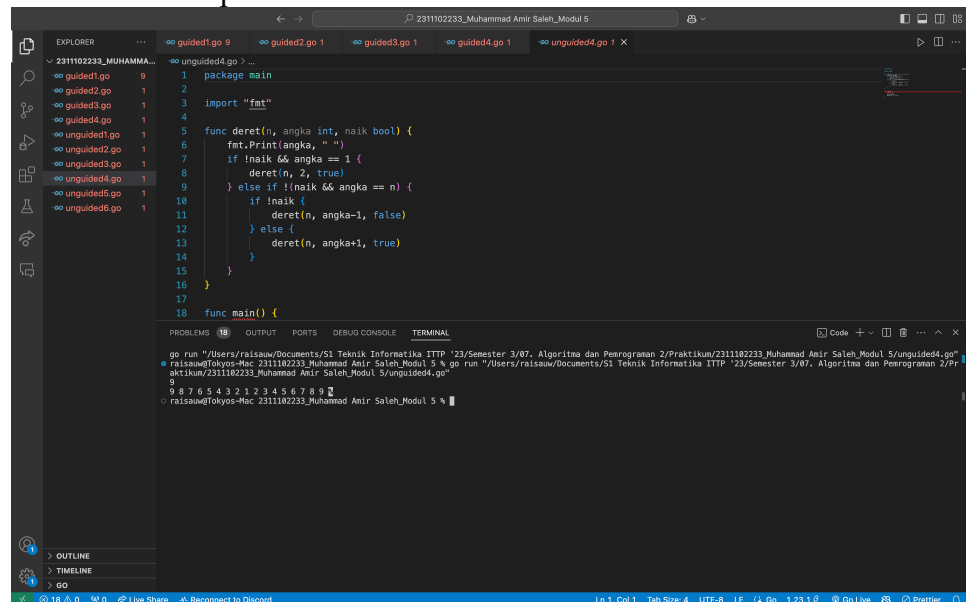 2311102233_Muhammad Amir Saleh_Modul 5
EXPLORER
2311102233_MUHAMMA...
guided1.go 9
guided2.go 1
guided3.go 1
guided4.go 1
unguided1.go 1
unguided2.go 1
unguided3.go 1
unguided4.go 1
unguided5.go 1
unguided6.go 1
OUTLINE
TIMELINE
GO
guided1.go 9 guided2.go 1 guided3.go 1 guided4.go 1 unguided4.go 1
unguided4.go > ...
1 package main
2
3 import "fmt"
4
5 func deret(n, angka int, naik bool) {
6 fmt.Print(angka, " ")
7 if !naik && angka == 1 {
8 deret(n, 2, true)
9 } else if !(naik && angka == n) {
10 if !naik {
11 deret(n, angka-1, false)
12 } else {
13 deret(n, angka+1, true)
14 }
15 }
16 }
17
18 func main() {
PROBLEMS 18 OUTPUT PORTS DEBUG CONSOLE TERMINAL
Code
go run "/Users/raisauw/Documents/S1 Teknik Informatika ITTP '23/Semester 3/07. Algoritma dan Pemrograman 2/Praktikum/2311102233_Muhammad Amir Saleh_Modul 5/unguided4.go"
raisauw@Tokyos-Mac 2311102233_Muhammad Amir Saleh_Modul 5 % go run "/Users/raisauw/Documents/S1 Teknik Informatika ITTP '23/Semester 3/07. Algoritma dan Pemrograman 2/Pr
aktikum/2311102233_Muhammad Amir Saleh_Modul 5/unguided4.go"
9
9 8 7 6 5 4 3 2 1 2 3 4 5 6 7 8 9 %
raisauw@Tokyos-Mac 2311102233_Muhammad Amir Saleh_Modul 5 %
18 0 0 Live Share Reconnect to Discord Ln 1, Col 1 Tab Size: 4 UTF-8 LF Go 1.23.1 Go Live Prettier